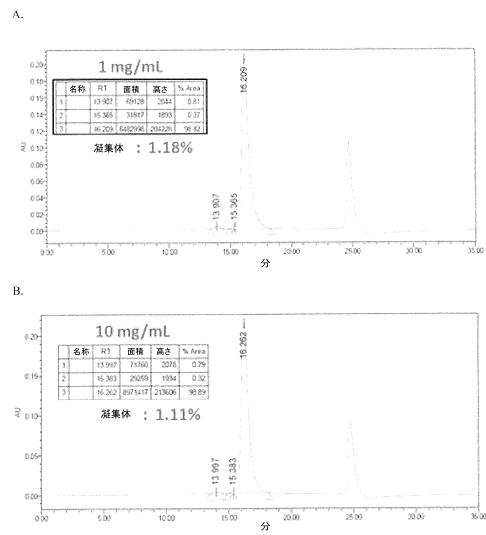 A.
1 mg/mL
名称 RT 面積 高さ % Area
1 13.907 69128 2044 0.81
2 15.365 31817 1893 0.37
3 16.209 8482998 204228 98.82
凝集体 : 1.18%
16.209
13.907
15.365
AU
0.20
0.18
0.16
0.14
0.12
0.10
0.08
0.06
0.04
0.02
0.00
0.00 5.00 10.00 15.00 20.00 25.00 30.00 35.00
分
B.
10 mg/mL
名称 RT 面積 高さ % Area
1 13.997 71760 2078 0.79
2 15.383 29259 1934 0.32
3 16.262 8971417 213606 98.89
凝集体 : 1.11%
16.262
13.997
15.383
AU
0.20
0.15
0.10
0.05
0.00
0.00 5.00 10.00 15.00 20.00 25.00 30.00 35.00
分